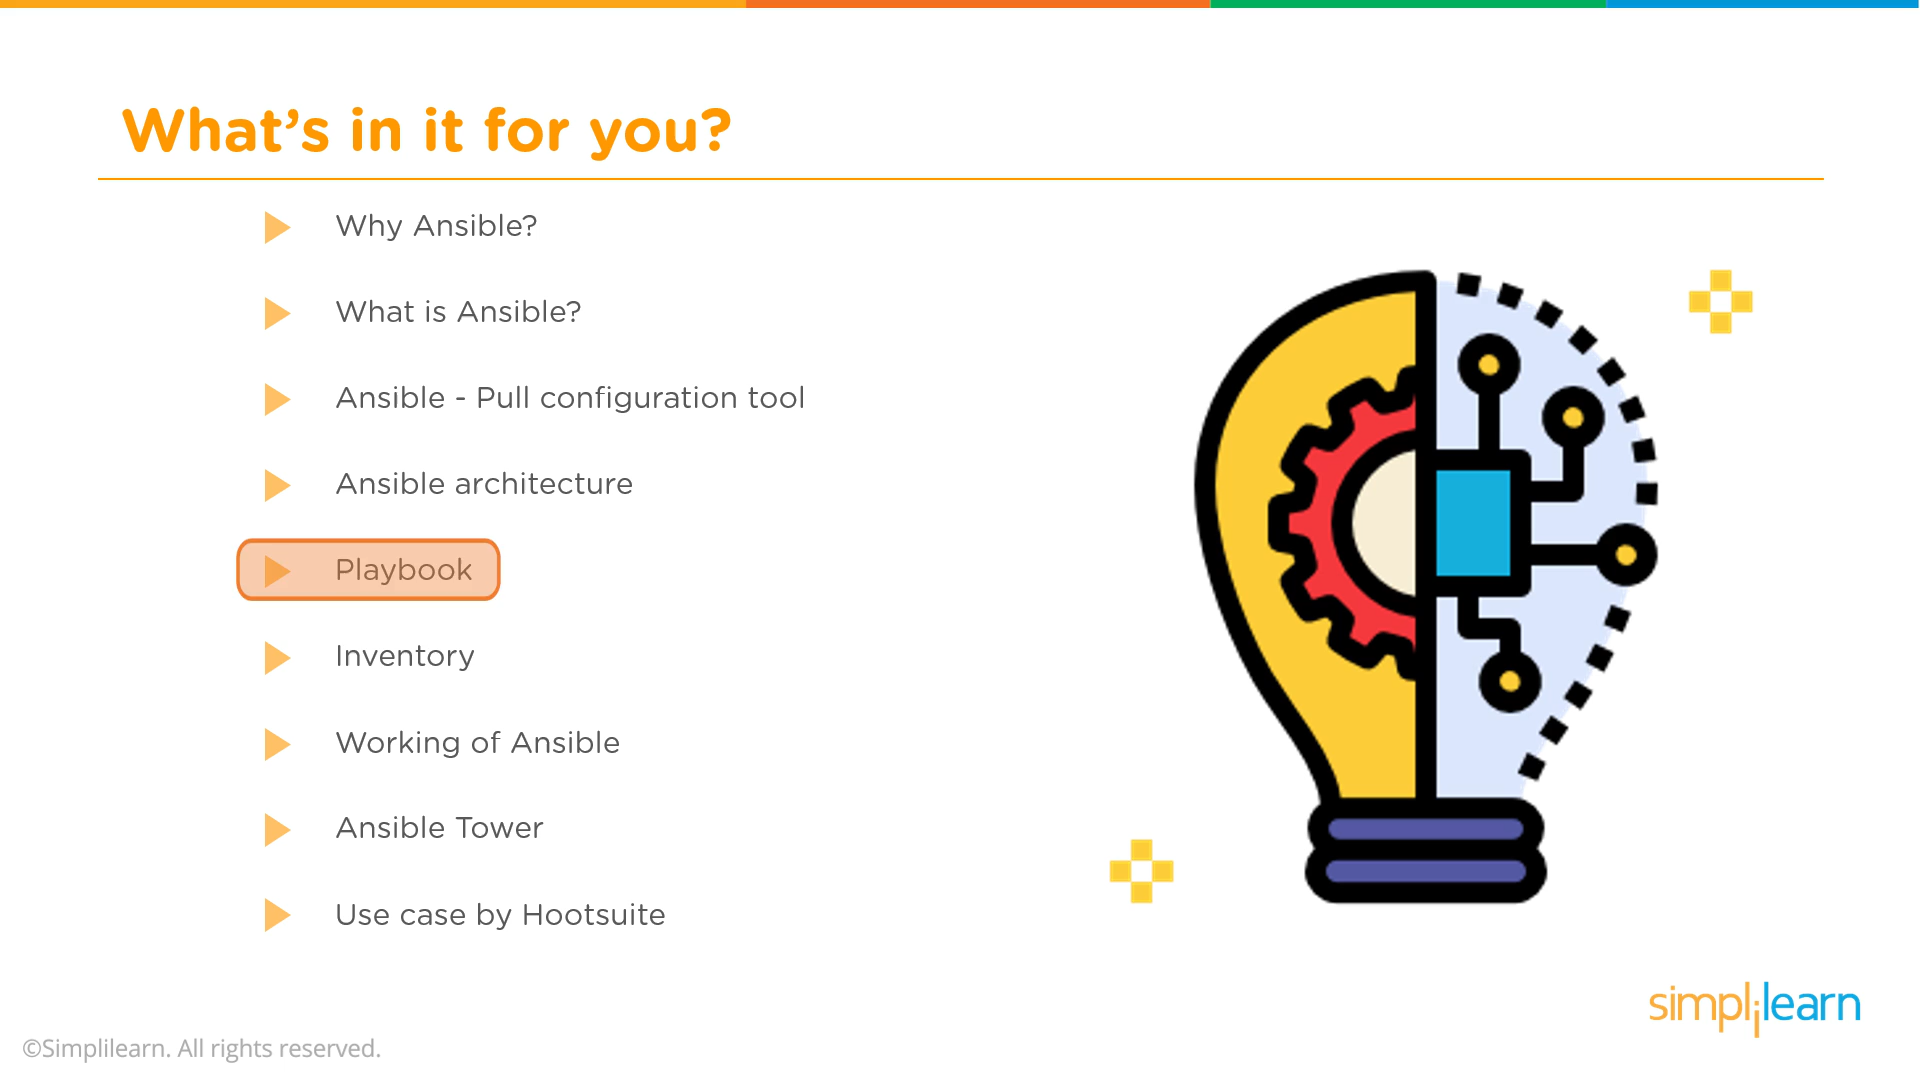 What’s in it for you?
Why Ansible?
What is Ansible?
Ansible - Pull configuration tool
Ansible architecture
Playbook
Inventory
Working of Ansible
Ansible Tower
Use case by Hootsuite
simplilearn
©Simplilearn. All rights reserved.